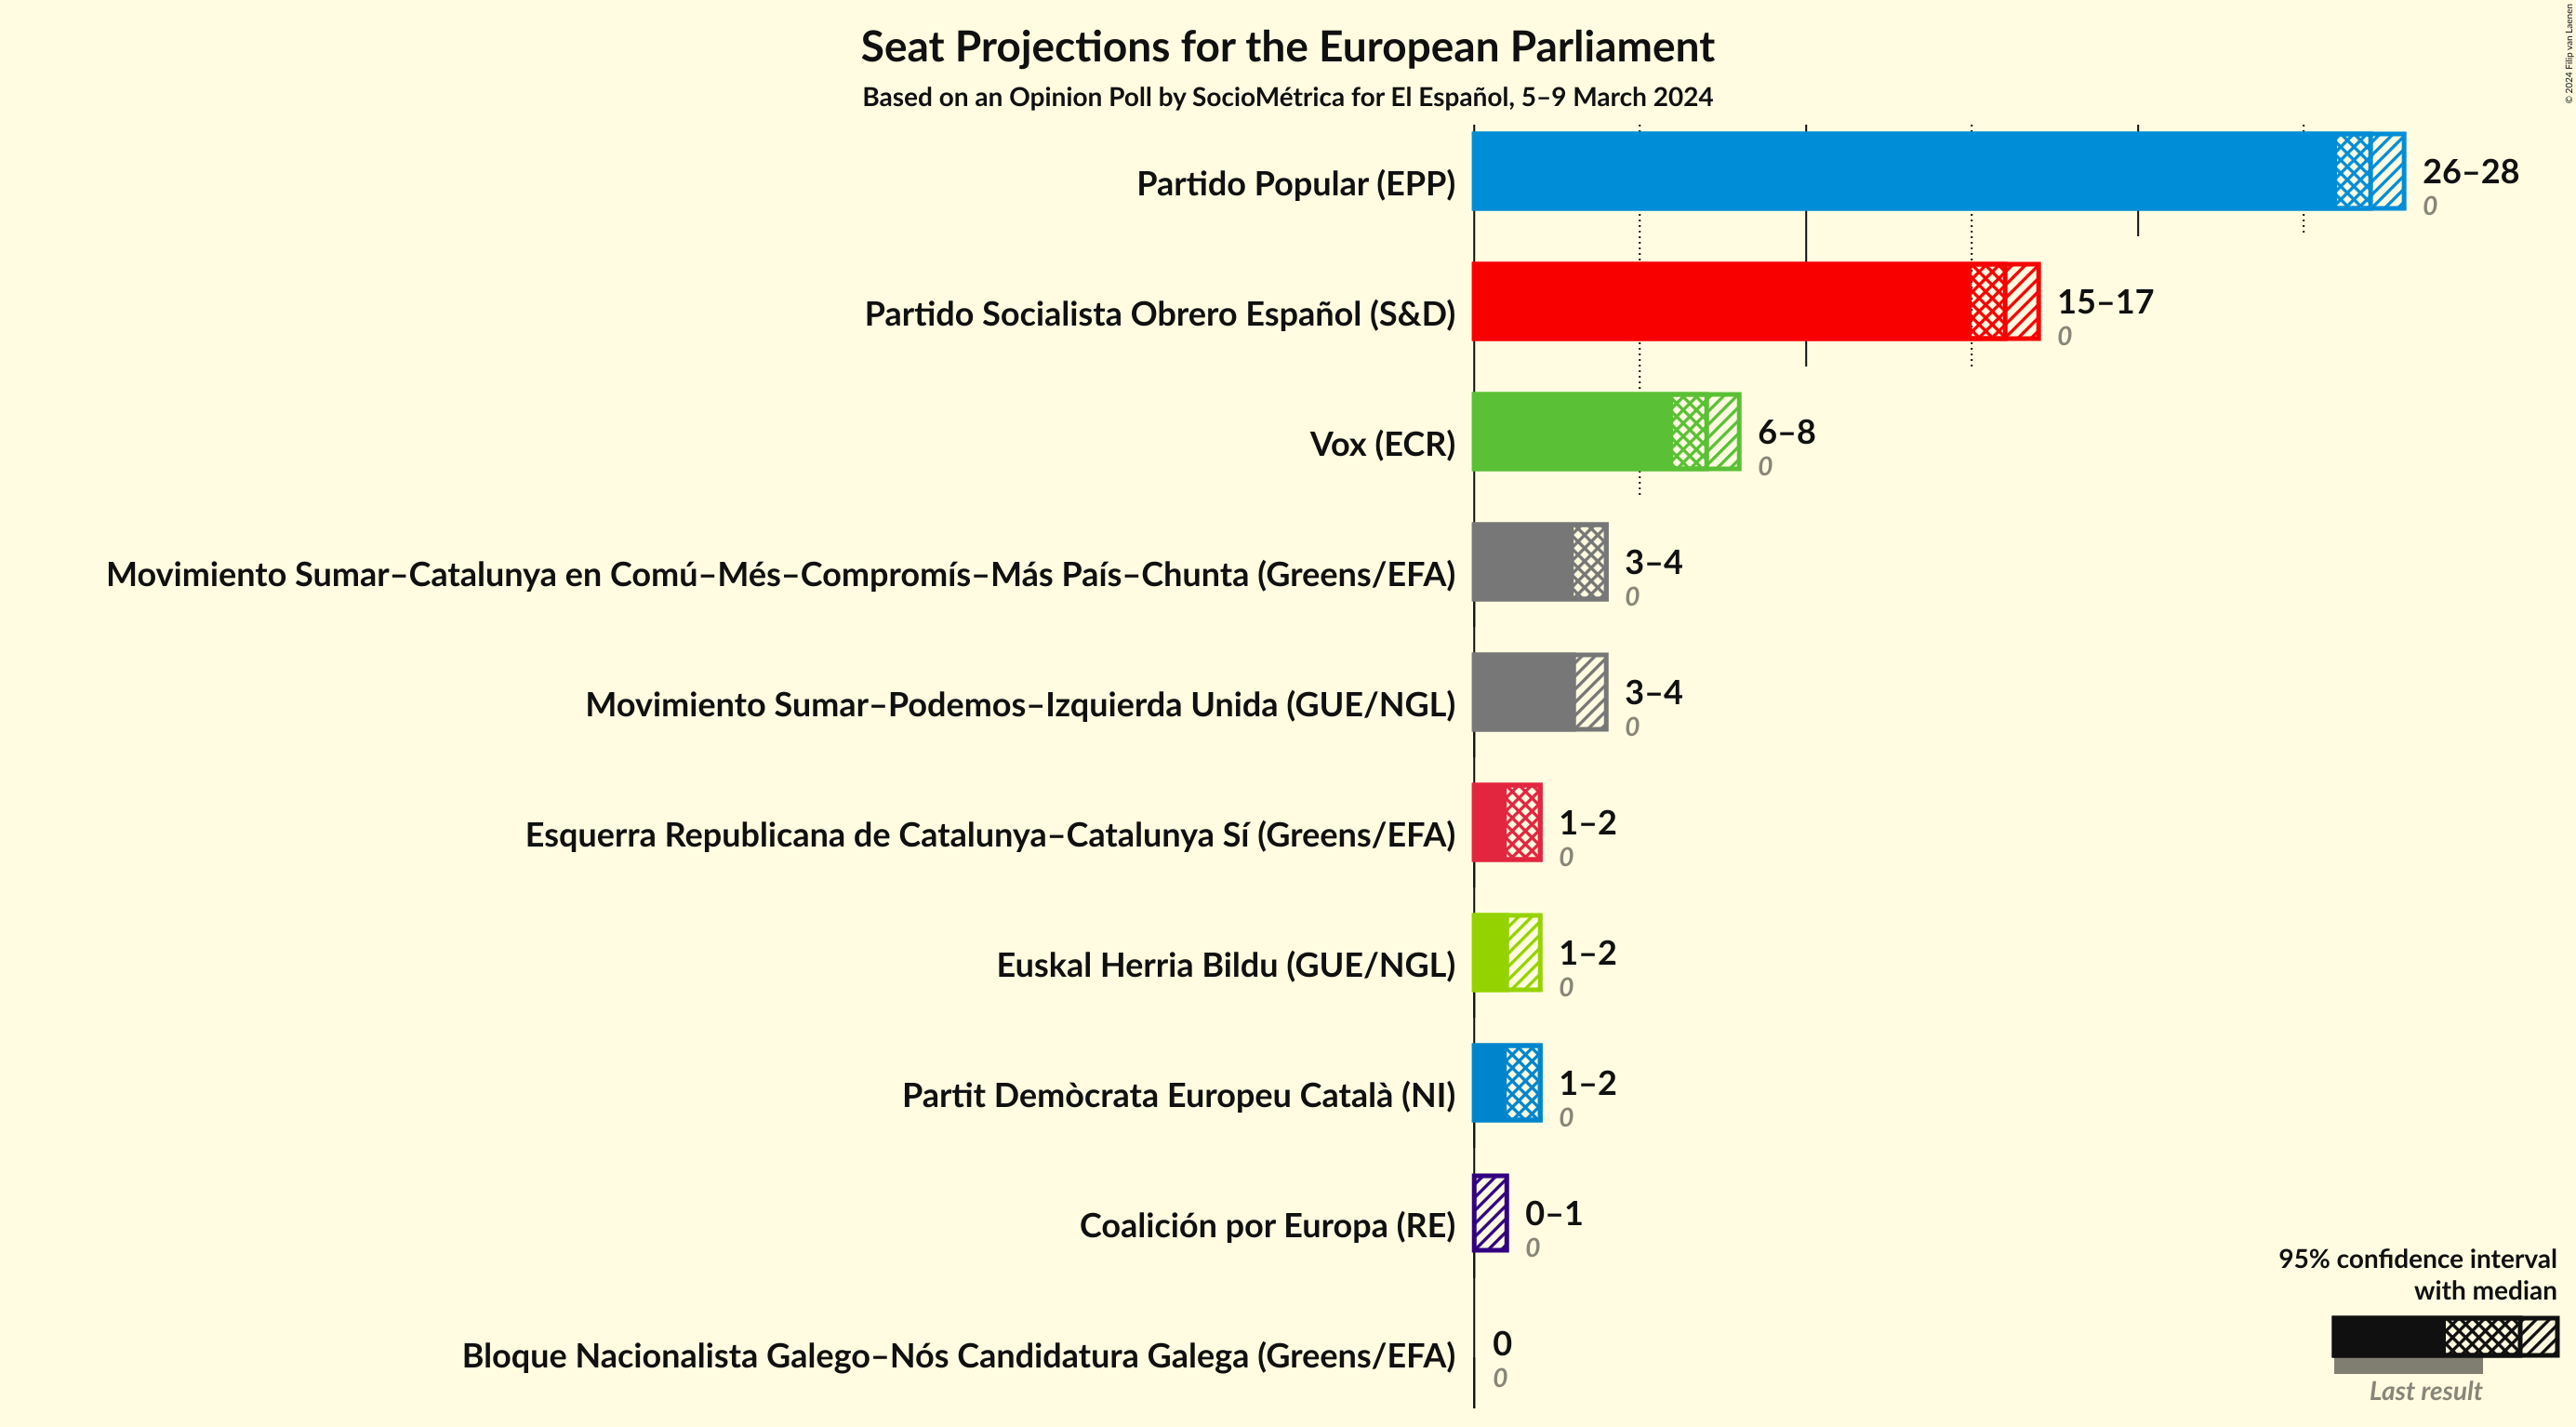 Seat Projections for the European Parliament
Based on an Opinion Poll by SocioMétrica for El Español, 5–9 March 2024
© 2024 Filip van Laenen
Partido Popular (EPP)
26–28
0
Partido Socialista Obrero Español (S&D)
15–17
0
Vox (ECR)
6–8
0
Movimiento Sumar–Catalunya en Comú–Més–Compromís–Más País–Chunta (Greens/EFA)
3–4
0
Movimiento Sumar–Podemos–Izquierda Unida (GUE/NGL)
3–4
0
Esquerra Republicana de Catalunya–Catalunya Sí (Greens/EFA)
1–2
0
Euskal Herria Bildu (GUE/NGL)
1–2
0
Partit Demòcrata Europeu Català (NI)
1–2
0
Coalición por Europa (RE)
0–1
0
Bloque Nacionalista Galego–Nós Candidatura Galega (Greens/EFA)
0
0
95% confidence interval
with median
Last result